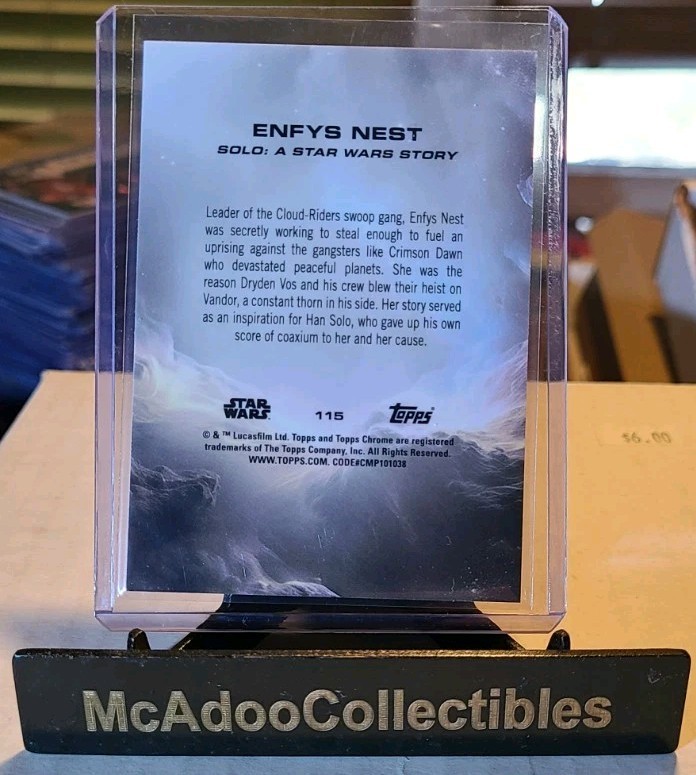 ENFYS NEST
SOLO: A STAR WARS STORY
Leader of the Cloud-Riders swoop gang, Enfys Nest
was secretly working to steal enough to fuel an
uprising against the gangsters like Crimson Dawn
who devastated peaceful planets. She was the
reason Dryden Vos and his crew blew their heist on
Vandor, a constant thorn in his side. Her story served
as an inspiration for Han Solo, who gave up his own
score of coaxium to her and her cause.
STAR
WARS
115
Topps
© & ™ Lucasfilm Ltd. Topps and Topps Chrome are registered
trademarks of The Topps Company, Inc. All Rights Reserved.
WWW.TOPPS.COM. CODE#CMP101038
$6.00
McAdooCollectibles